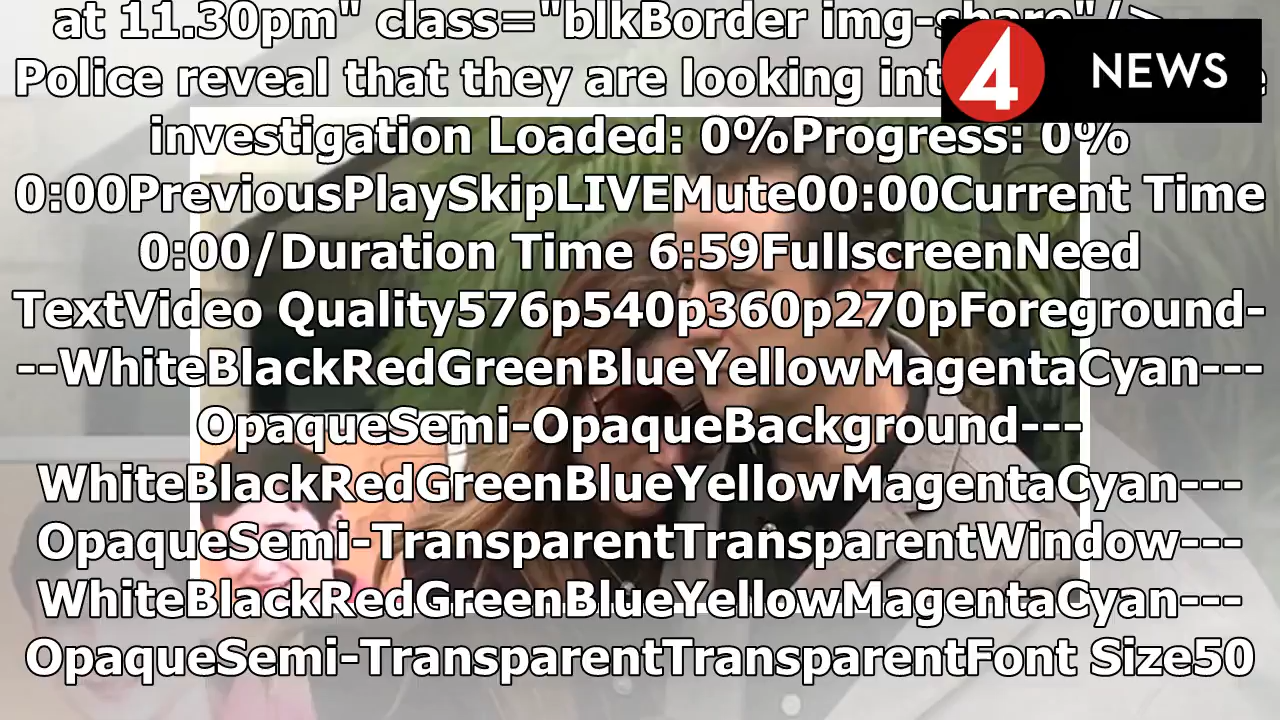 at 11.30pm" class="blkBorder img-share"/>
4 NEWS
Police reveal that they are looking
investigation Loaded: 0%Progress: 0%
0:00PreviousPlaySkipLIVEMute00:00Current Time
0:00/Duration Time 6:59FullscreenNeed
TextVideo Quality576p540p360p270pForeground-
--WhiteBlackRedGreenBlueYellowMagentaCyan---
OpaqueSemi-OpaqueBackground---
WhiteBlackRedGreenBlueYellowMagentaCyan---
OpaqueSemi-TransparentTransparentWindow---
WhiteBlackRedGreenBlueYellowMagentaCyan---
OpaqueSemi-TransparentTransparentFont Size50